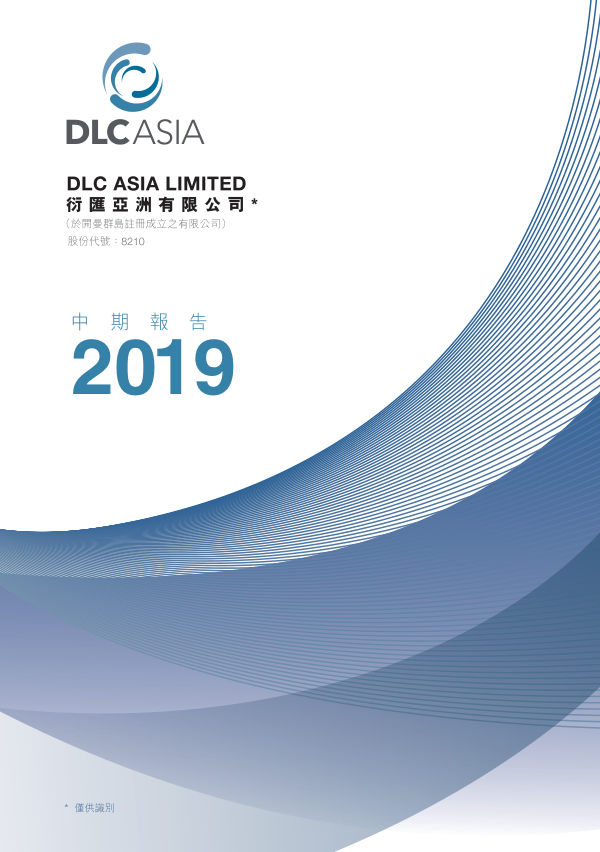 DLC ASIA
DLC ASIA LIMITED
衍匯亞洲有限公司*
（於開曼群島註冊成立之有限公司）
股份代號：8210
中期報告
2019
* 僅供識別